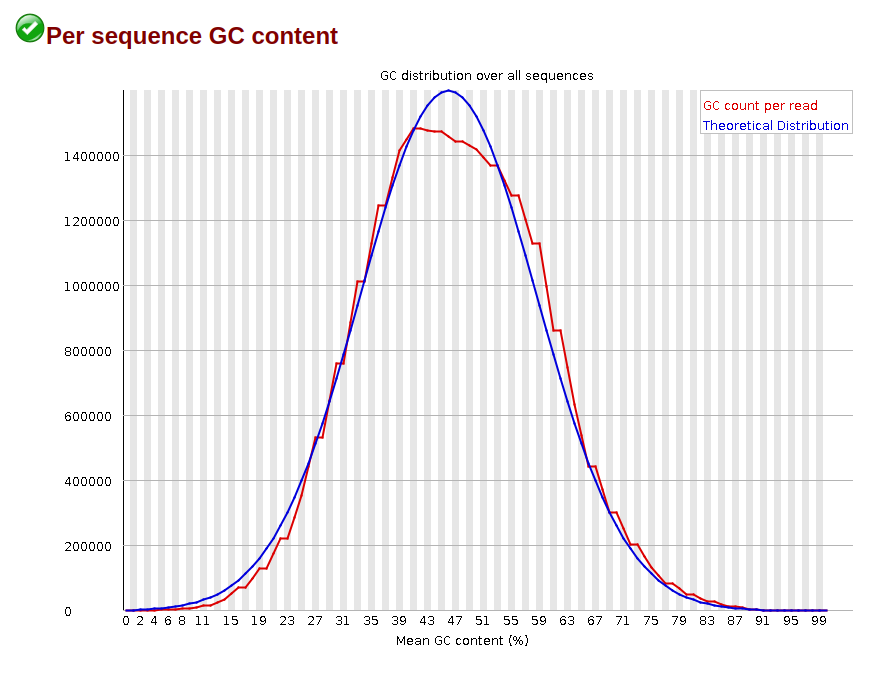 Per sequence GC content
GC distribution over all sequences
GC count per read
Theoretical Distribution
1400000
1200000
1000000
800000
600000
400000
200000
0
0 2 4 6 8 11 15 19 23 27 31 35 39 43 47 51 55 59 63 67 71 75 79 83 87 91 95 99
Mean GC content (%)